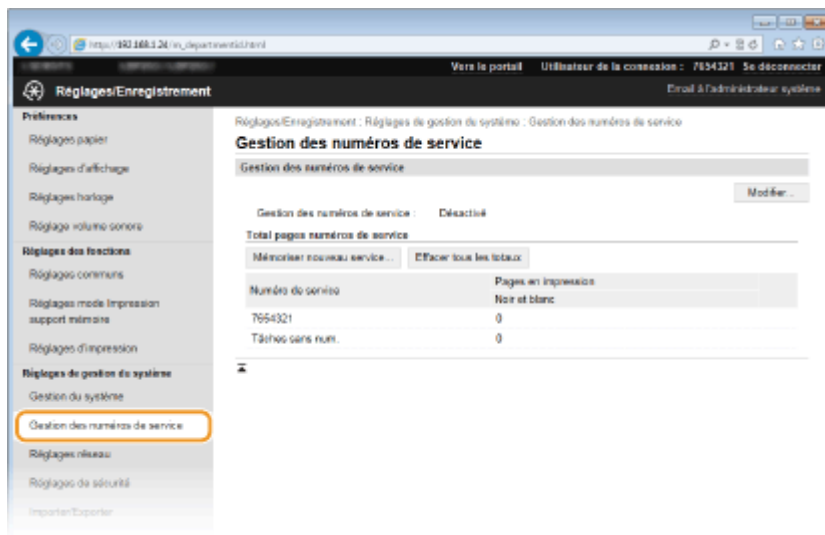 http://192.168.1.24/m_departmentid.html
Vers le portail Utilisateur de la connexion : 7654321 Se déconnecter
Réglages/Enregistrement Email à l'administrateur système
Préférences
Réglages papier
Réglages d'affichage
Réglages horloge
Réglage volume sonore
Réglages des fonctions
Réglages communs
Réglages mode Impression
support mémoire
Réglages d'impression
Réglages de gestion du système
Gestion du système
Gestion des numéros de service
Réglages réseau
Réglages de sécurité
Importer/Exporter
Réglages/Enregistrement : Réglages de gestion du système : Gestion des numéros de service
Gestion des numéros de service
Gestion des numéros de service
Modifier...
Gestion des numéros de service : Désactivé
Total pages numéros de service
Mémoriser nouveau service... Effacer tous les totaux
Numéro de service Pages en impression
Noir et blanc
7654321 0
Tâches sans num. 0